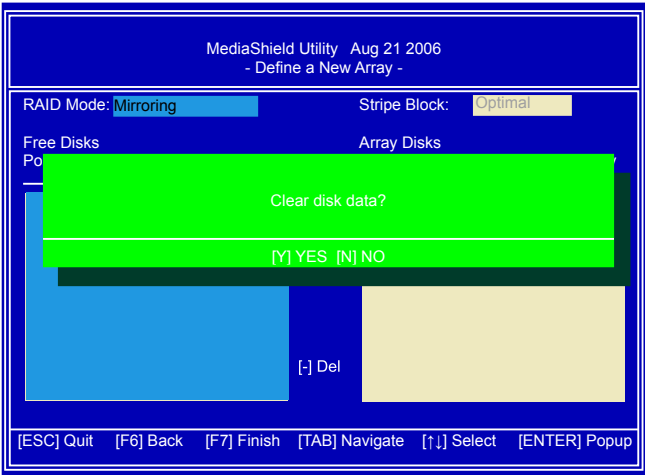 MediaShield Utility Aug 21 2006
- Define a New Array -
RAID Mode: Mirroring Stripe Block: Optimal
Free Disks Array Disks
Clear disk data?
[Y] YES [N] NO
[-] Del
[ESC] Quit [F6] Back [F7] Finish [TAB] Navigate [↑↓] Select [ENTER] Popup